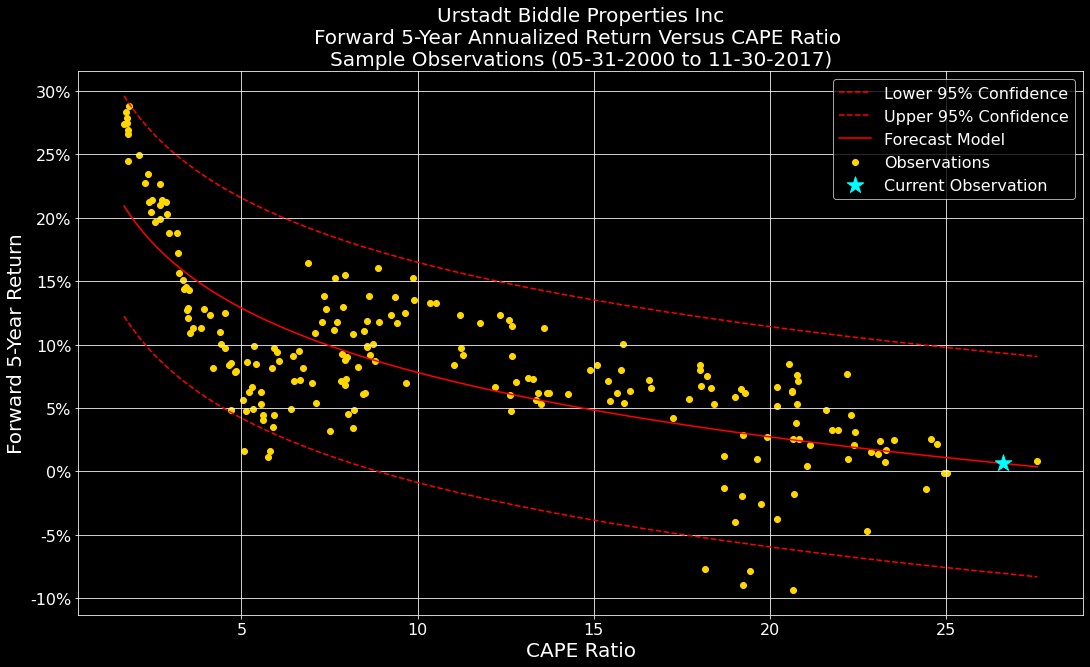 Urstadt Biddle Properties Inc
Forward 5-Year Annualized Return Versus CAPE Ratio
Sample Observations (05-31-2000 to 11-30-2017)
Lower 95% Confidence
Upper 95% Confidence
Forecast Model
Observations
Current Observation
Forward 5-Year Return
30%
25%
20%
15%
10%
5%
0%
-5%
-10%
5
10
15
20
25
CAPE Ratio